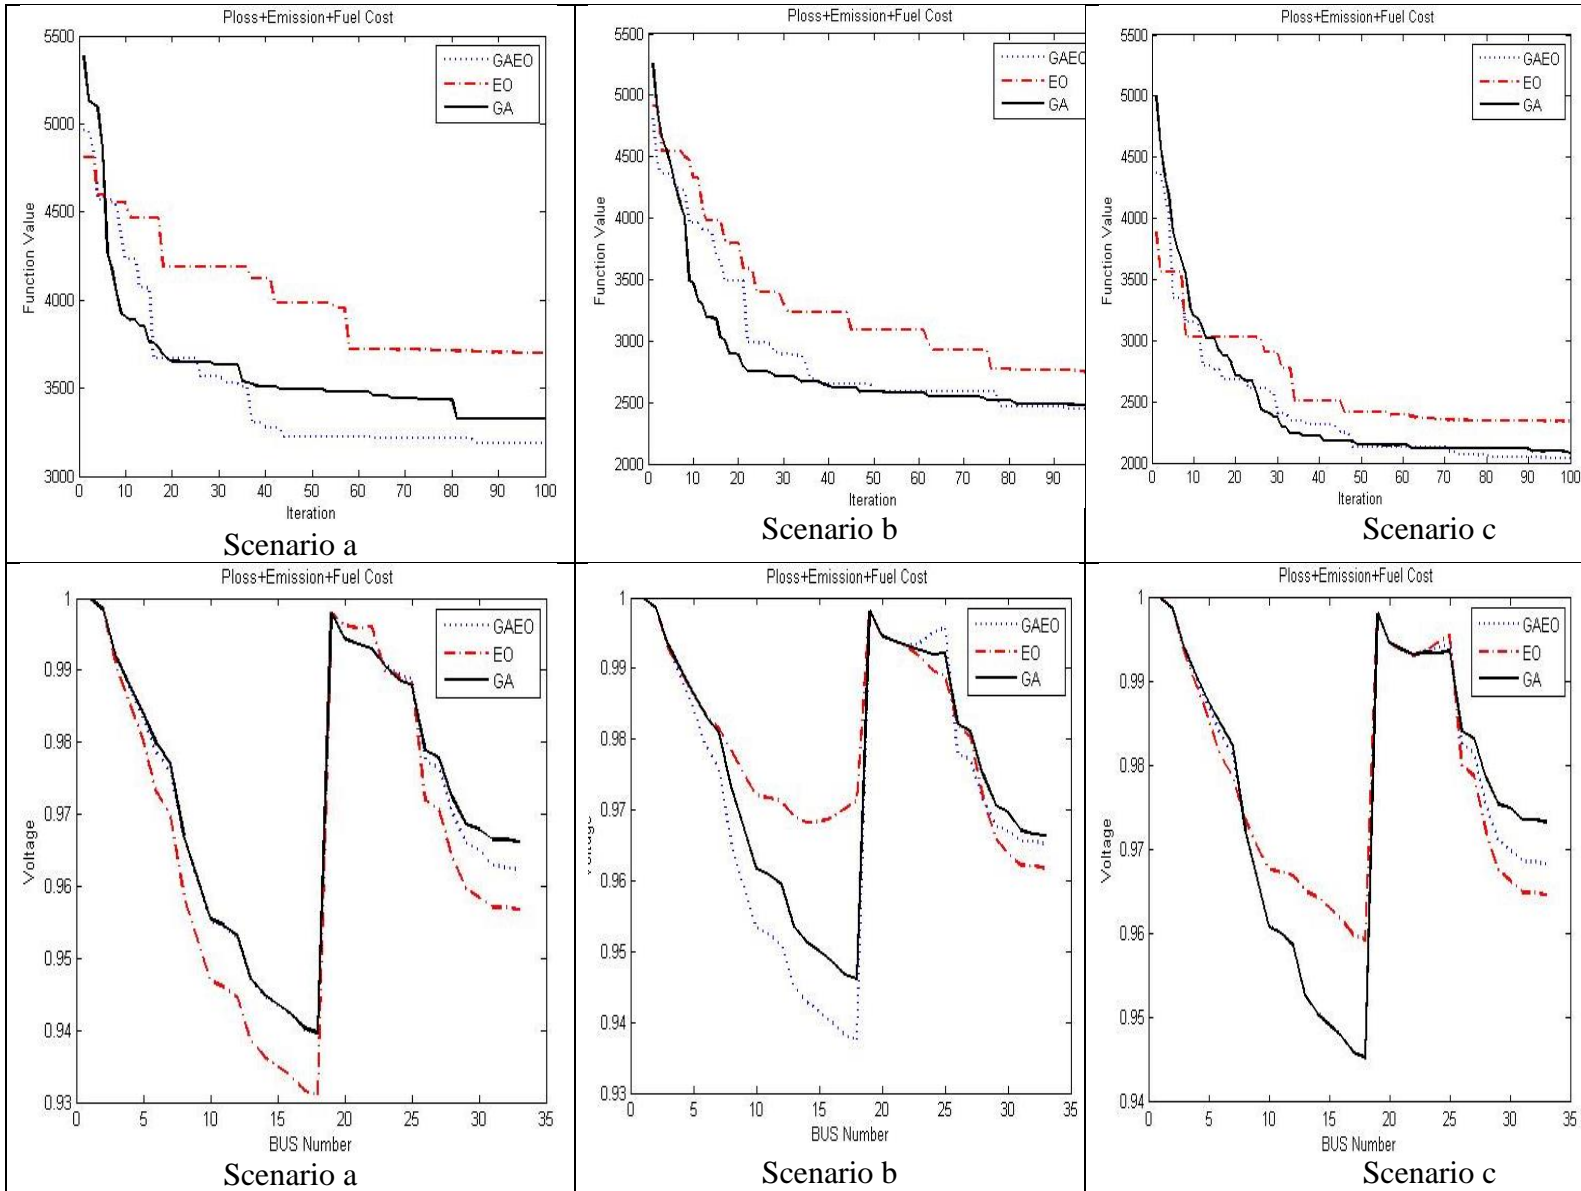 Ploss+Emission+Fuel Cost
5500
5000
4500
4000
3500
3000
Function Value
GAEO
EO
GA
0 10 20 30 40 50 60 70 80 90 100
Iteration
Scenario a
Ploss+Emission+Fuel Cost
5500
5000
4500
4000
3500
3000
2500
2000
Function Value
GAEO
EO
GA
0 10 20 30 40 50 60 70 80 90
Iteration
Scenario b
Ploss+Emission+Fuel Cost
5500
5000
4500
4000
3500
3000
2500
2000
Function Value
GAEO
EO
GA
0 10 20 30 40 50 60 70 80 90 100
Iteration
Scenario c
Ploss+Emission+Fuel Cost
1
0.99
0.98
0.97
0.96
0.95
0.94
0.93
Voltage
GAEO
EO
GA
0 5 10 15 20 25 30 35
BUS Number
Scenario a
Ploss+Emission+Fuel Cost
1
0.99
0.98
0.97
0.96
0.95
0.94
0.93
Voltage
GAEO
EO
GA
0 5 10 15 20 25 30 35
BUS Number
Scenario b
Ploss+Emission+Fuel Cost
1
0.99
0.98
0.97
0.96
0.95
0.94
Voltage
GAEO
EO
GA
0 5 10 15 20 25 30 35
BUS Number
Scenario c